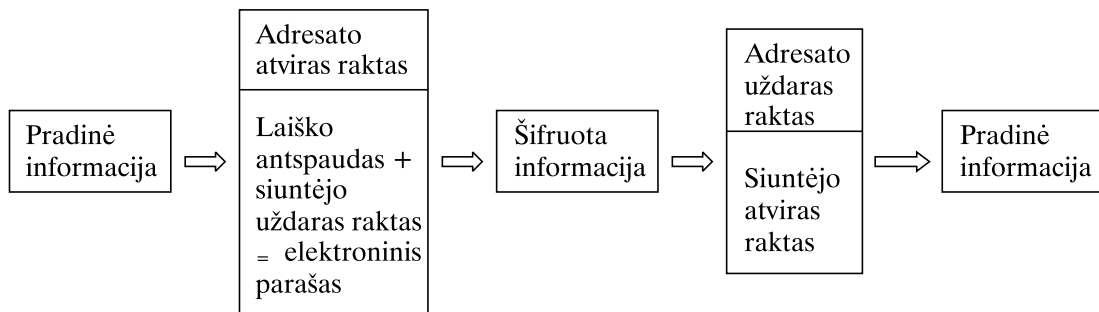 Pradinė
informacija
Adresato
atviras raktas
Laiško
antspaudas +
siuntėjo
uždaras raktas
= elektroninis
parašas
Šifruota
informacija
Adresato
uždaras
raktas
Siuntėjo
atviras
raktas
Pradinė
informacija